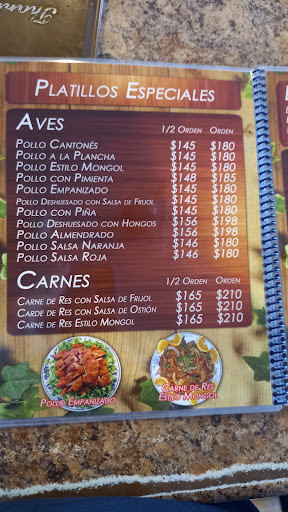 PLATILLOS ESPECIALES
AVES 1/2 ORDEN ORDEN
POLLO CANTONÉS $145 $180
POLLO A LA PLANCHA $145 $180
POLLO ESTILO MONGOL $145 $180
POLLO CON PIMIENTA $148 $185
POLLO EMPANIZADO $145 $180
POLLO DESHUESADO CON SALSA DE FRIJOL $145 $180
POLLO CON PIÑA $145 $180
POLLO DESHUESADO CON HONGOS $156 $198
POLLO ALMENDRADO $156 $198
POLLO SALSA NARANJA $146 $180
POLLO SALSA ROJA $146 $180
CARNES 1/2 ORDEN ORDEN
CARNE DE RES CON SALSA DE FRIJOL $165 $210
CARDE DE RES CON SALSA DE OSTIÓN $165 $210
CARNE DE RES ESTILO MONGOL $165 $210
POLLO EMPANIZADO
CARNE DE RES
ESTILO MONGOL